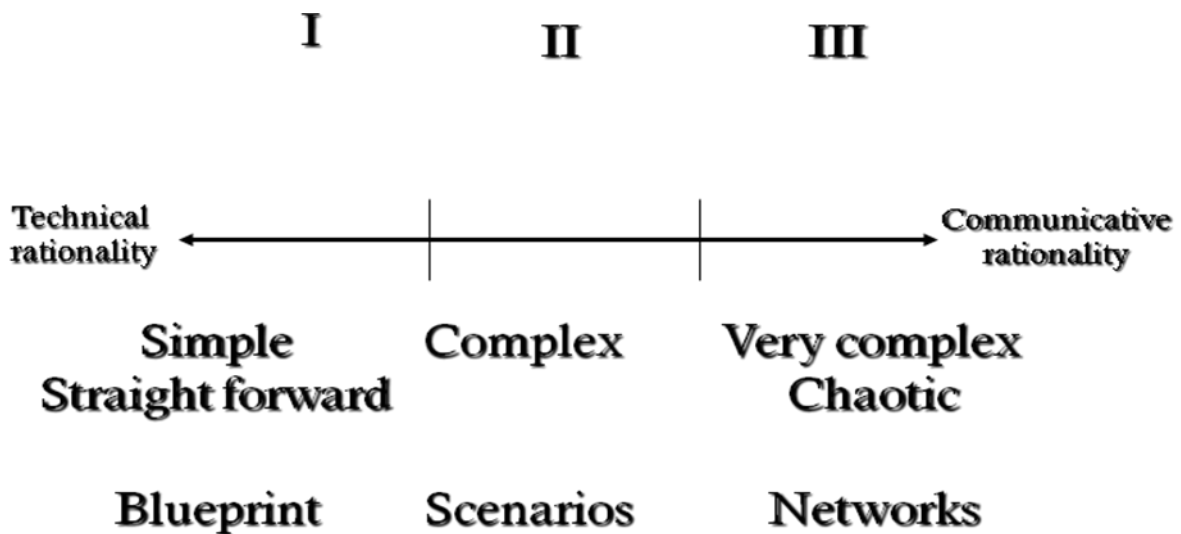 I
II
III
Technical
rationality
Communicative
rationality
Simple
Straight forward
Complex
Very complex
Chaotic
Blueprint
Scenarios
Networks